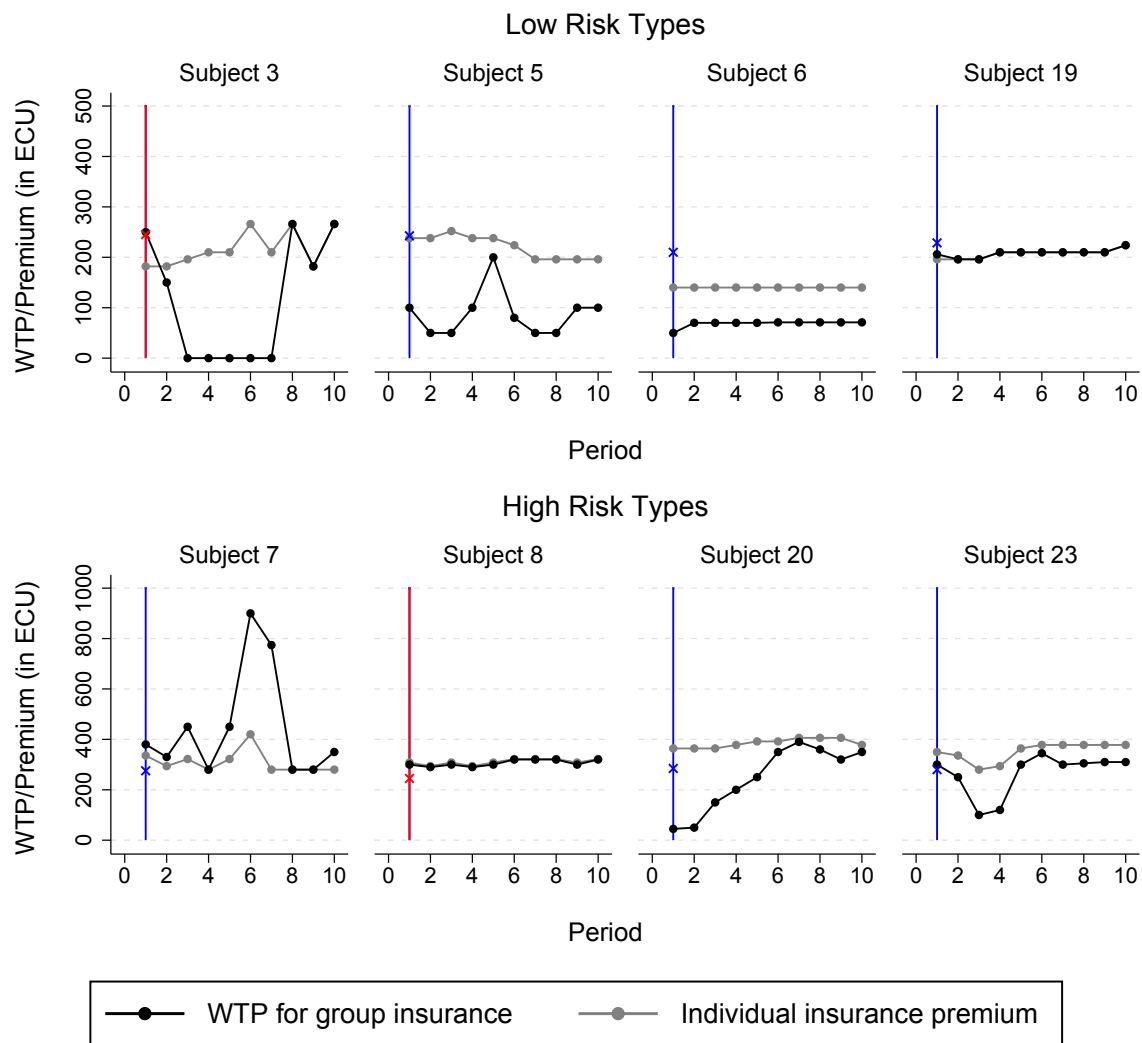 Low Risk Types
Subject 3 Subject 5 Subject 6 Subject 19
WTP/Premium (in ECU)
500
400
300
200
100
0
0 2 4 6 8 10 0 2 4 6 8 10 0 2 4 6 8 10 0 2 4 6 8 10
Period
High Risk Types
Subject 7 Subject 8 Subject 20 Subject 23
WTP/Premium (in ECU)
1000
800
600
400
200
0
0 2 4 6 8 10 0 2 4 6 8 10 0 2 4 6 8 10 0 2 4 6 8 10
Period
WTP for group insurance Individual insurance premium